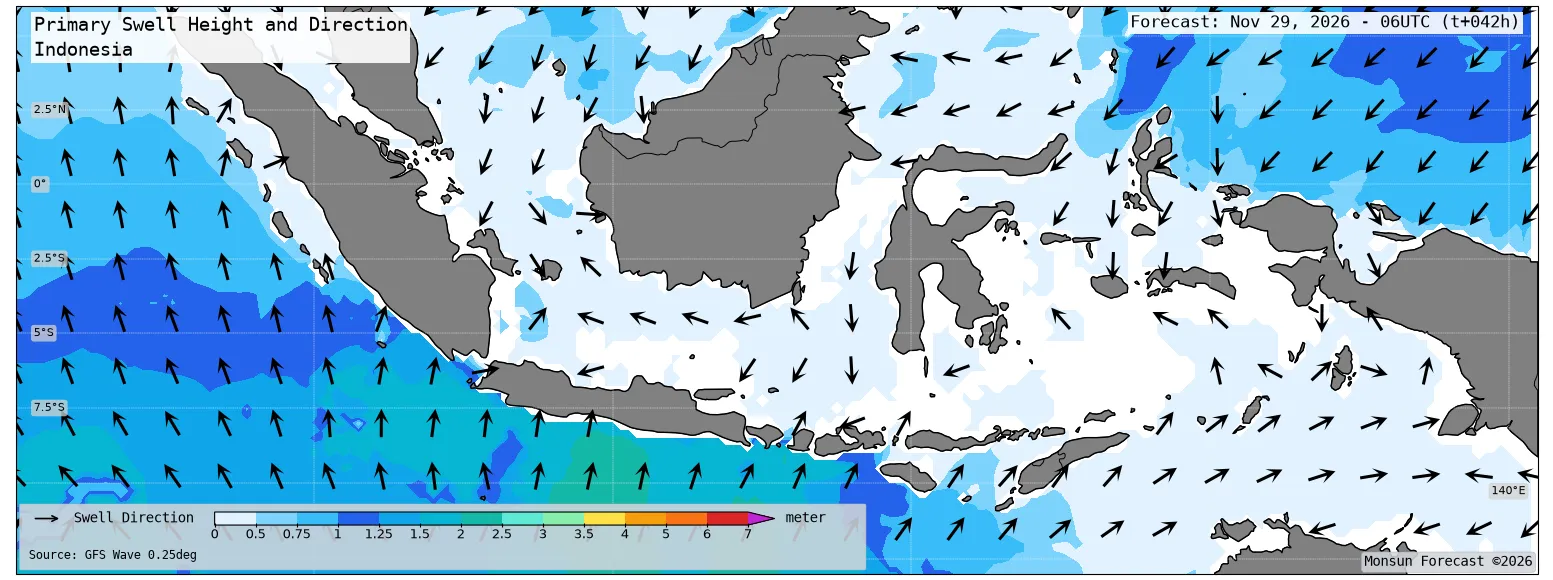 Primary Swell Height and Direction
Indonesia
Forecast: Nov 29, 2026 - 06UTC (t+042h)
2.5°N
0°
2.5°S
5°S
7.5°S
140°E
Swell Direction
0 0.5 0.75 1 1.25 1.5 2 2.5 3 3.5 4 5 6 7
meter
Source: GFS Wave 0.25deg
Monsun Forecast ©2026